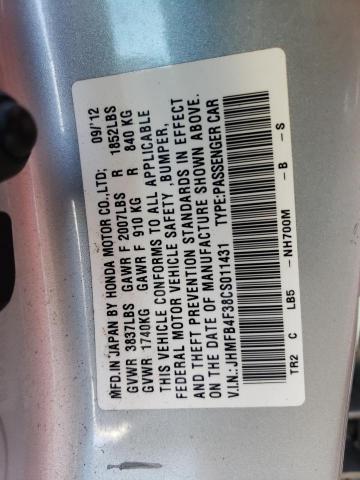 MFD.IN JAPAN BY HONDA MOTOR CO.,LTD; 09/12
GVWR 3837LBS GAWR F 2007LBS R 1852LBS
GVWR 1740KG GAWR F 910 KG R 840 KG
THIS VEHICLE CONFORMS TO ALL APPLICABLE
FEDERAL MOTOR VEHICLE SAFETY ,BUMPER,
AND THEFT PREVENTION STANDARDS IN EFFECT
ON THE DATE OF MANUFACTURE SHOWN ABOVE.
V.I.N.:JHMFB4F38CS011431 TYPE:PASSENGER CAR
TR2 C LB5 -NH700M -B -S